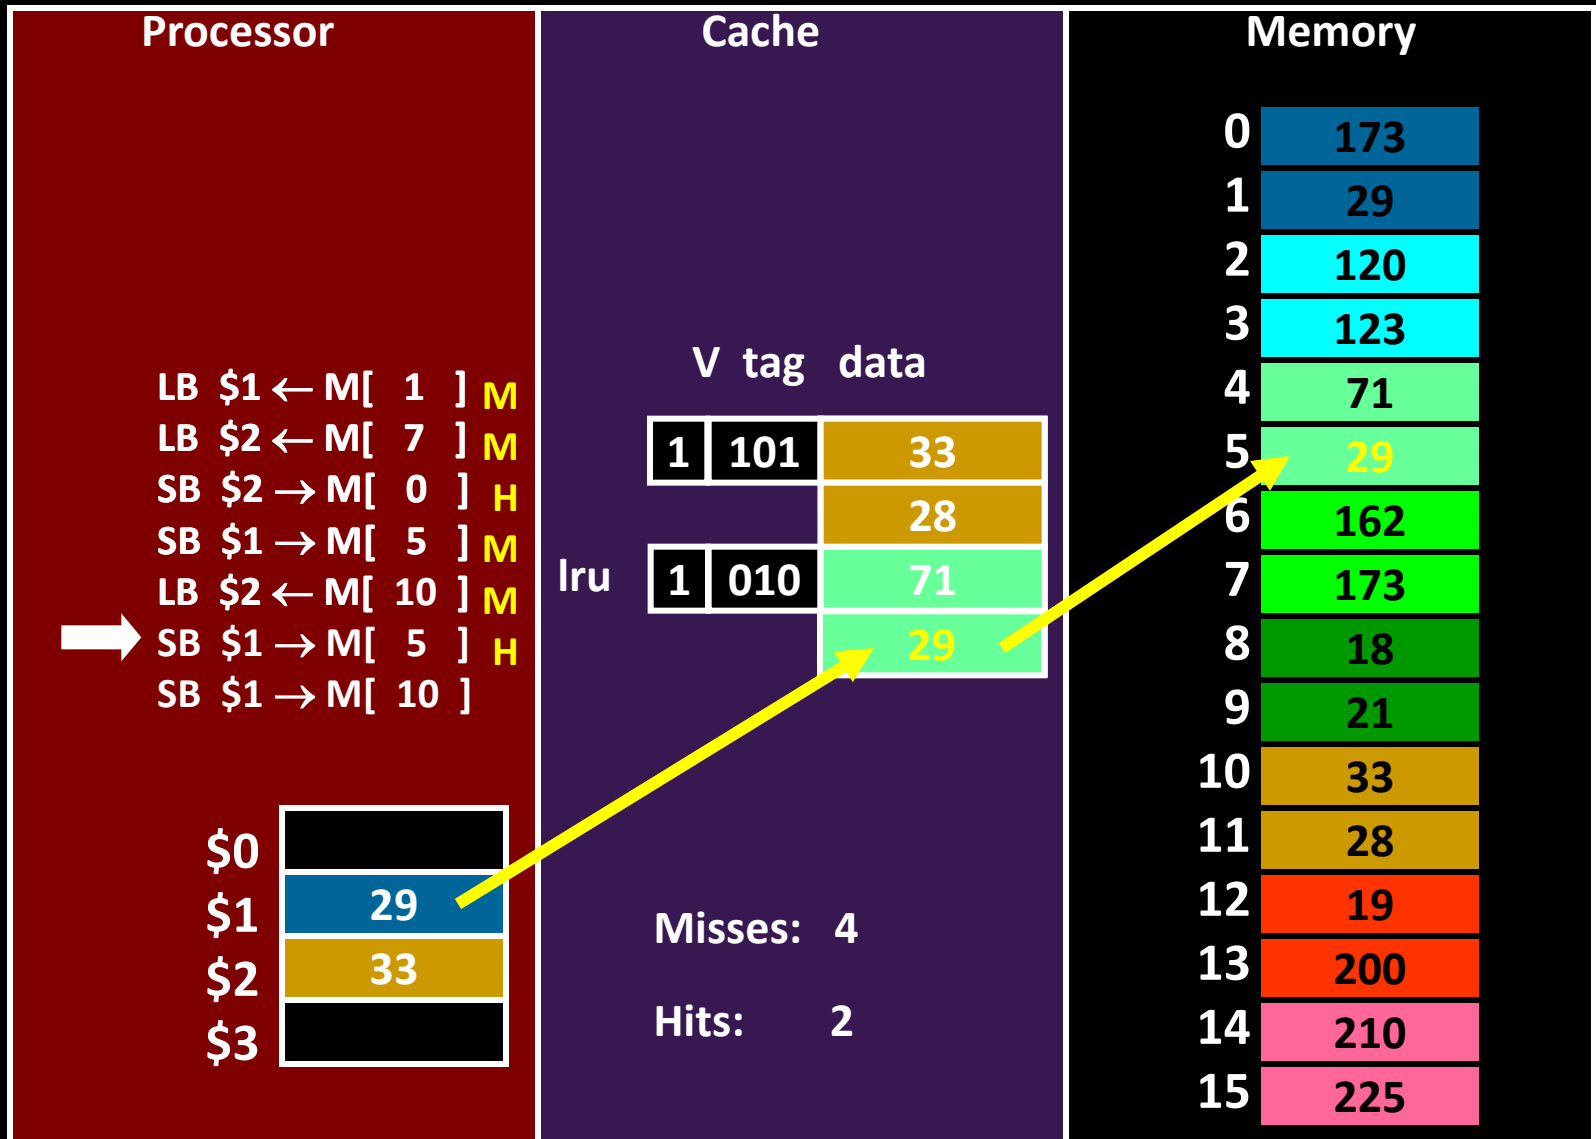 Processor
LB $1 ← M[ 1 ] M
LB $2 ← M[ 7 ] M
SB $2 → M[ 0 ] H
SB $1 → M[ 5 ] M
LB $2 ← M[ 10 ] M
SB $1 → M[ 5 ] H
SB $1 → M[ 10 ]
$0
$1 29
$2 33
$3
Cache
V tag data
1 101 33
28
lru 1 010 71
29
Misses: 4
Hits: 2
Memory
0 173
1 29
2 120
3 123
4 71
5 29
6 162
7 173
8 18
9 21
10 33
11 28
12 19
13 200
14 210
15 225